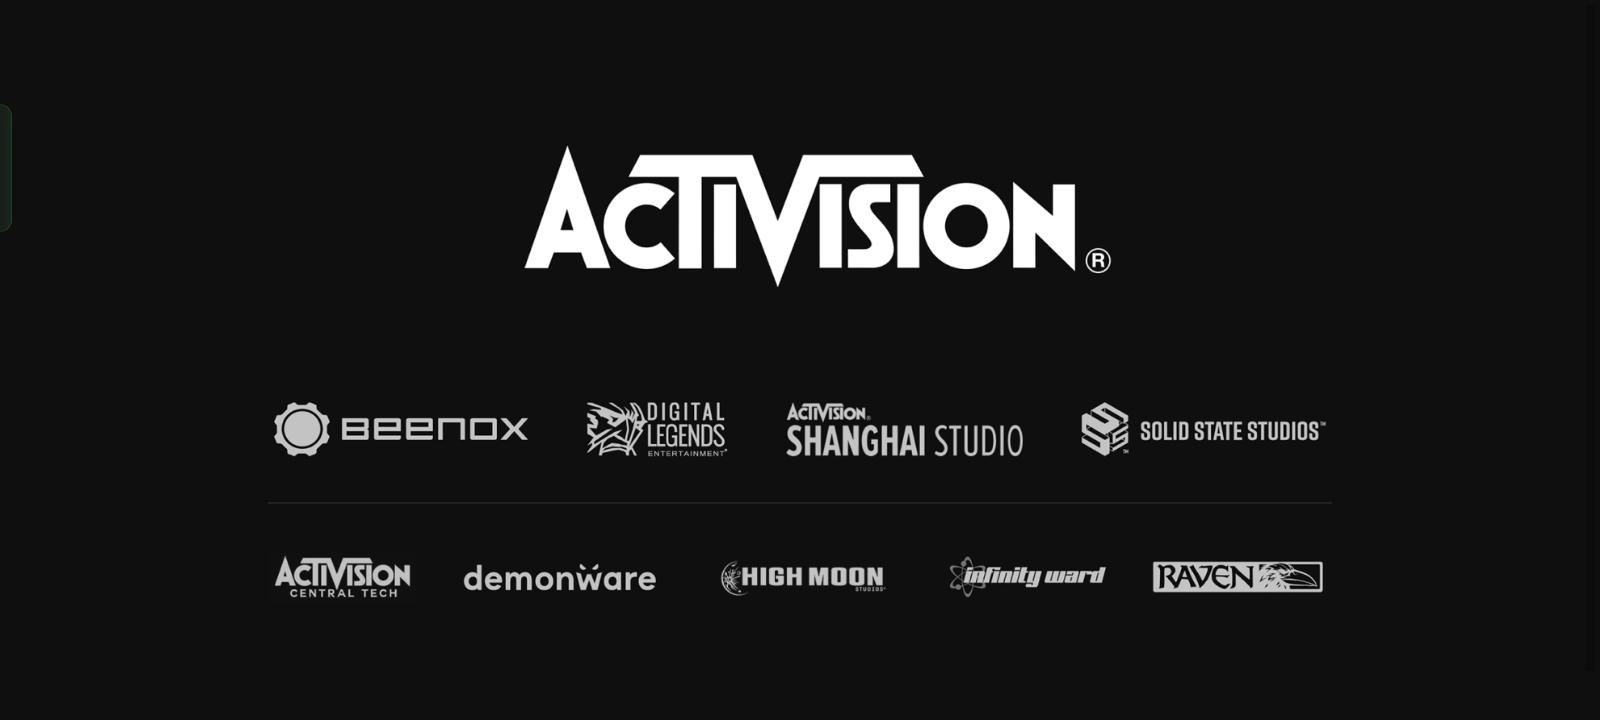 ACTIVISION®
BEENOX
DIGITAL
LEGENDS
ENTERTAINMENT
ACTIVISION®
SHANGHAI STUDIO
SOLID STATE STUDIOS™
ACTIVISION
CENTRAL TECH
demonware
HIGH MOON
STUDIOS
infinity ward
RAVEN